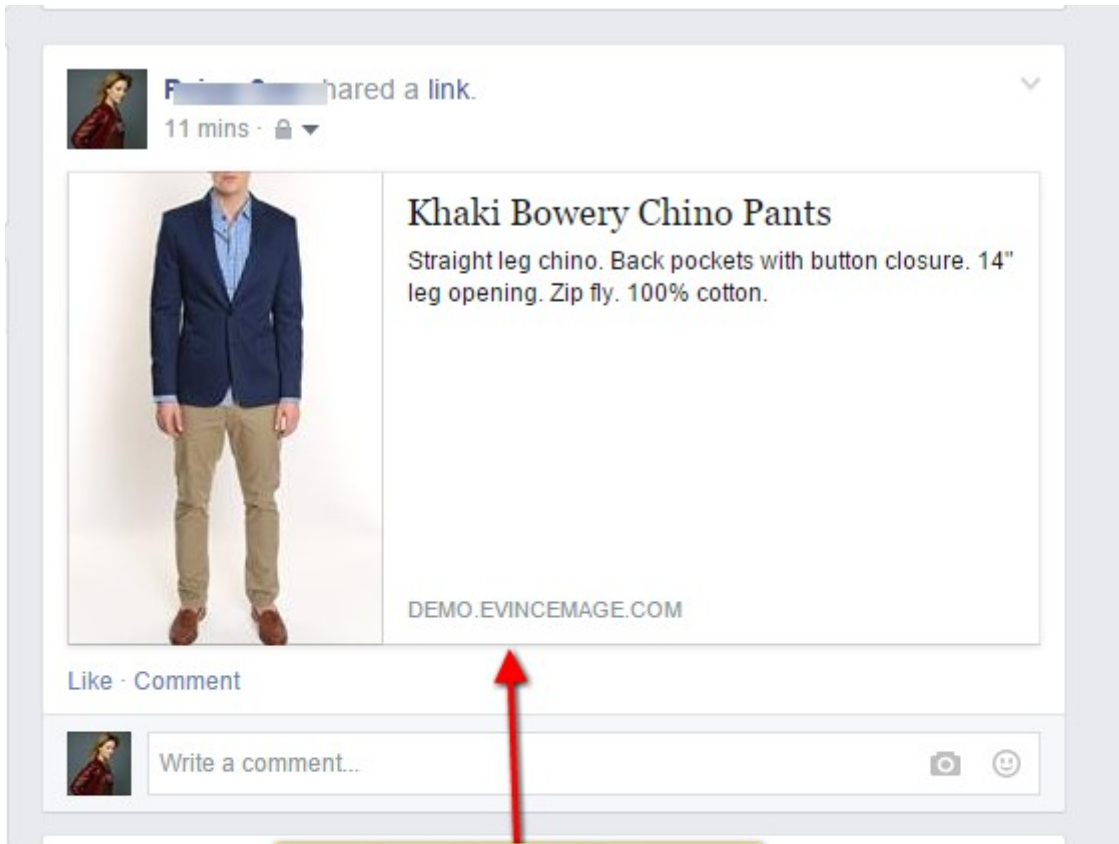 shared a link.
11 mins ·
Khaki Bowery Chino Pants
Straight leg chino. Back pockets with button closure. 14"
leg opening. Zip fly. 100% cotton.
DEMO.EVINCEMAGE.COM
Like · Comment
Write a comment...